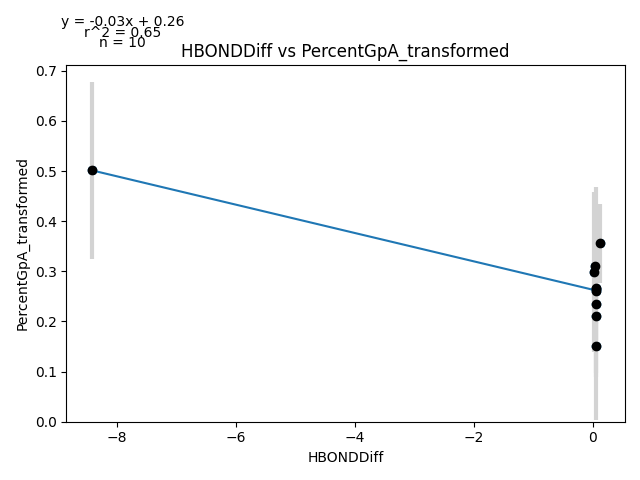 y = -0.03x + 0.26
r^2 = 0.65
n = 10
HBONDDiff vs PercentGpA_transformed
0.7
0.6
0.5
0.4
0.3
0.2
0.1
0.0
PercentGpA_transformed
−8
−6
−4
−2
0
HBONDDiff